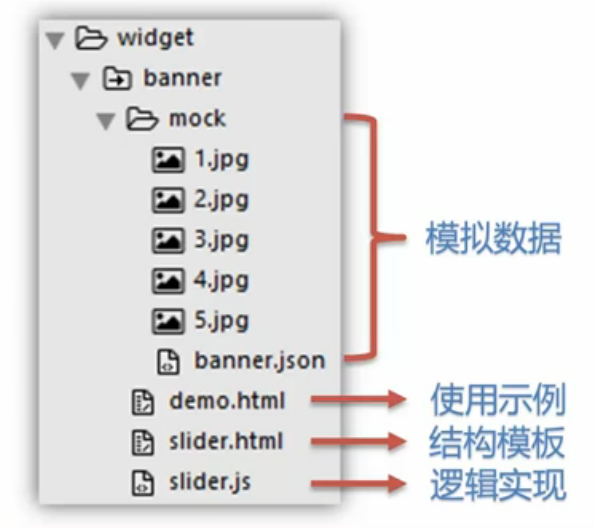 widget
banner
mock
1.jpg
2.jpg
3.jpg
4.jpg
5.jpg
banner.json
模拟数据
demo.html 使用示例
slider.html 结构模板
slider.js 逻辑实现